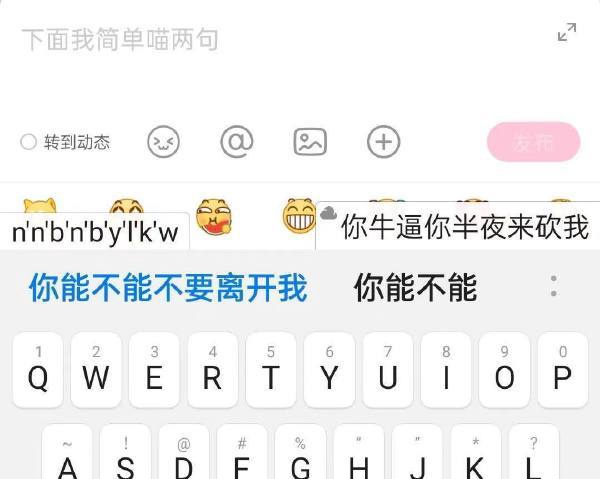 下面我简单喵两句
转到动态
发布
n'n'b'n'b'y'l'k'w
你牛逼你半夜来砍我
你能不能不要离开我 你能不能
1 2 3 4 5 6 7 8 9 0
Q W E R T Y U I O P
~ ! @ # % “ ” * ?
A S D F G H J K L